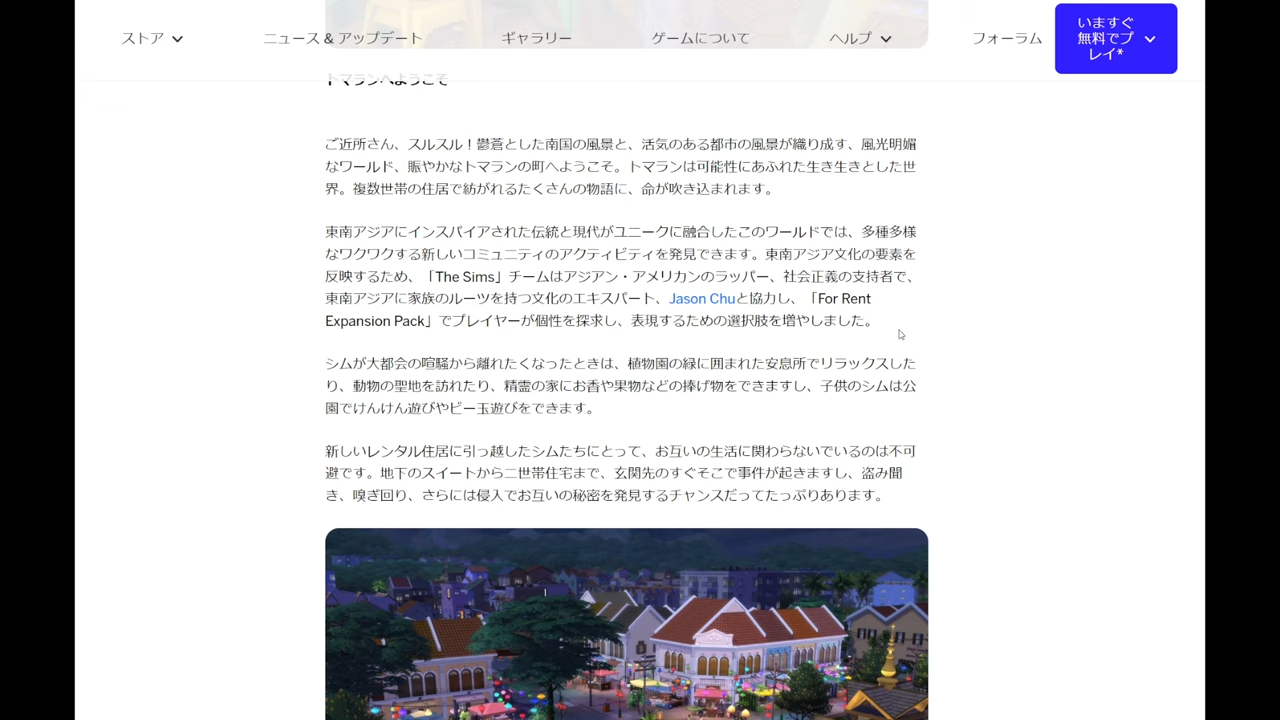 ストア
ニュース & アップデート
ギャラリー
ゲームについて
ヘルプ
フォーラム
いますぐ
無料でプ
レイ*
トマランへようこそ
ご近所さん、スルスル！鬱蒼とした南国の風景と、活気のある都市の風景が織り成す、風光明媚
なワールド、賑やかなトマランの町へようこそ。トマランは可能性にあふれた生き生きとした世
界。複数世帯の住居で紡がれるたくさんの物語に、命が吹き込まれます。
東南アジアにインスパイアされた伝統と現代がユニークに融合したこのワールドでは、多種多様
なワクワクする新しいコミュニティのアクティビティを発見できます。東南アジア文化の要素を
反映するため、「The Sims」チームはアジアン・アメリカンのラッパー、社会正義の支持者で、
東南アジアに家族のルーツを持つ文化のエキスパート、Jason Chuと協力し、「For Rent
Expansion Pack」でプレイヤーが個性を探求し、表現するための選択肢を増やしました。
シムが大都会の喧騒から離れたくなったときは、植物園の緑に囲まれた安息所でリラックスした
り、動物の聖地を訪れたり、精霊の家にお香や果物などの捧げ物をできますし、子供のシムは公
園でけんけん遊びやビー玉遊びをできます。
新しいレンタル住居に引っ越したシムたちにとって、お互いの生活に関わらないでいるのは不可
避です。地下のスイートから二世帯住宅まで、玄関先のすぐそこで事件が起きますし、盗み聞
き、嗅ぎ回り、さらには侵入でお互いの秘密を発見するチャンスだってたっぷりあります。